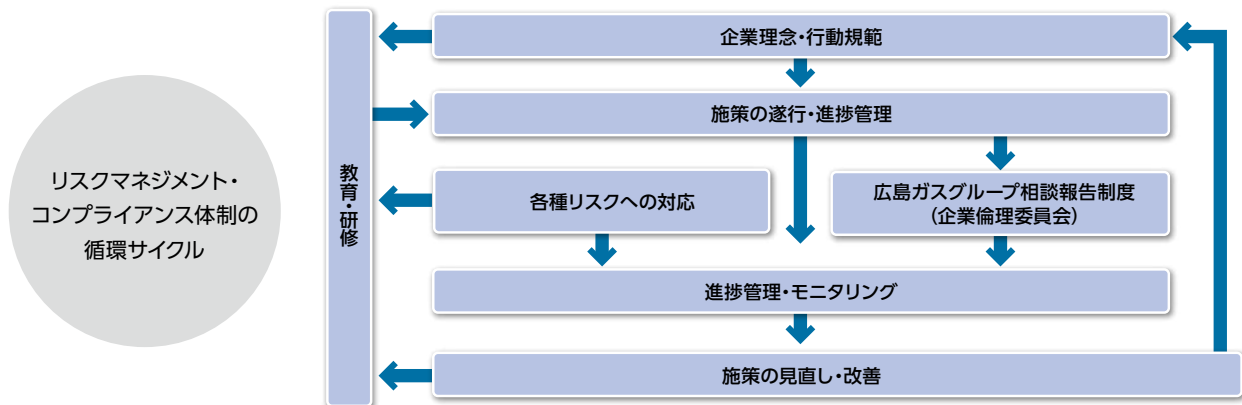 リスクマネジメント・
コンプライアンス体制の
循環サイクル
教育・研修
企業理念・行動規範
施策の遂行・進捗管理
各種リスクへの対応
広島ガスグループ相談報告制度
（企業倫理委員会）
進捗管理・モニタリング
施策の見直し・改善